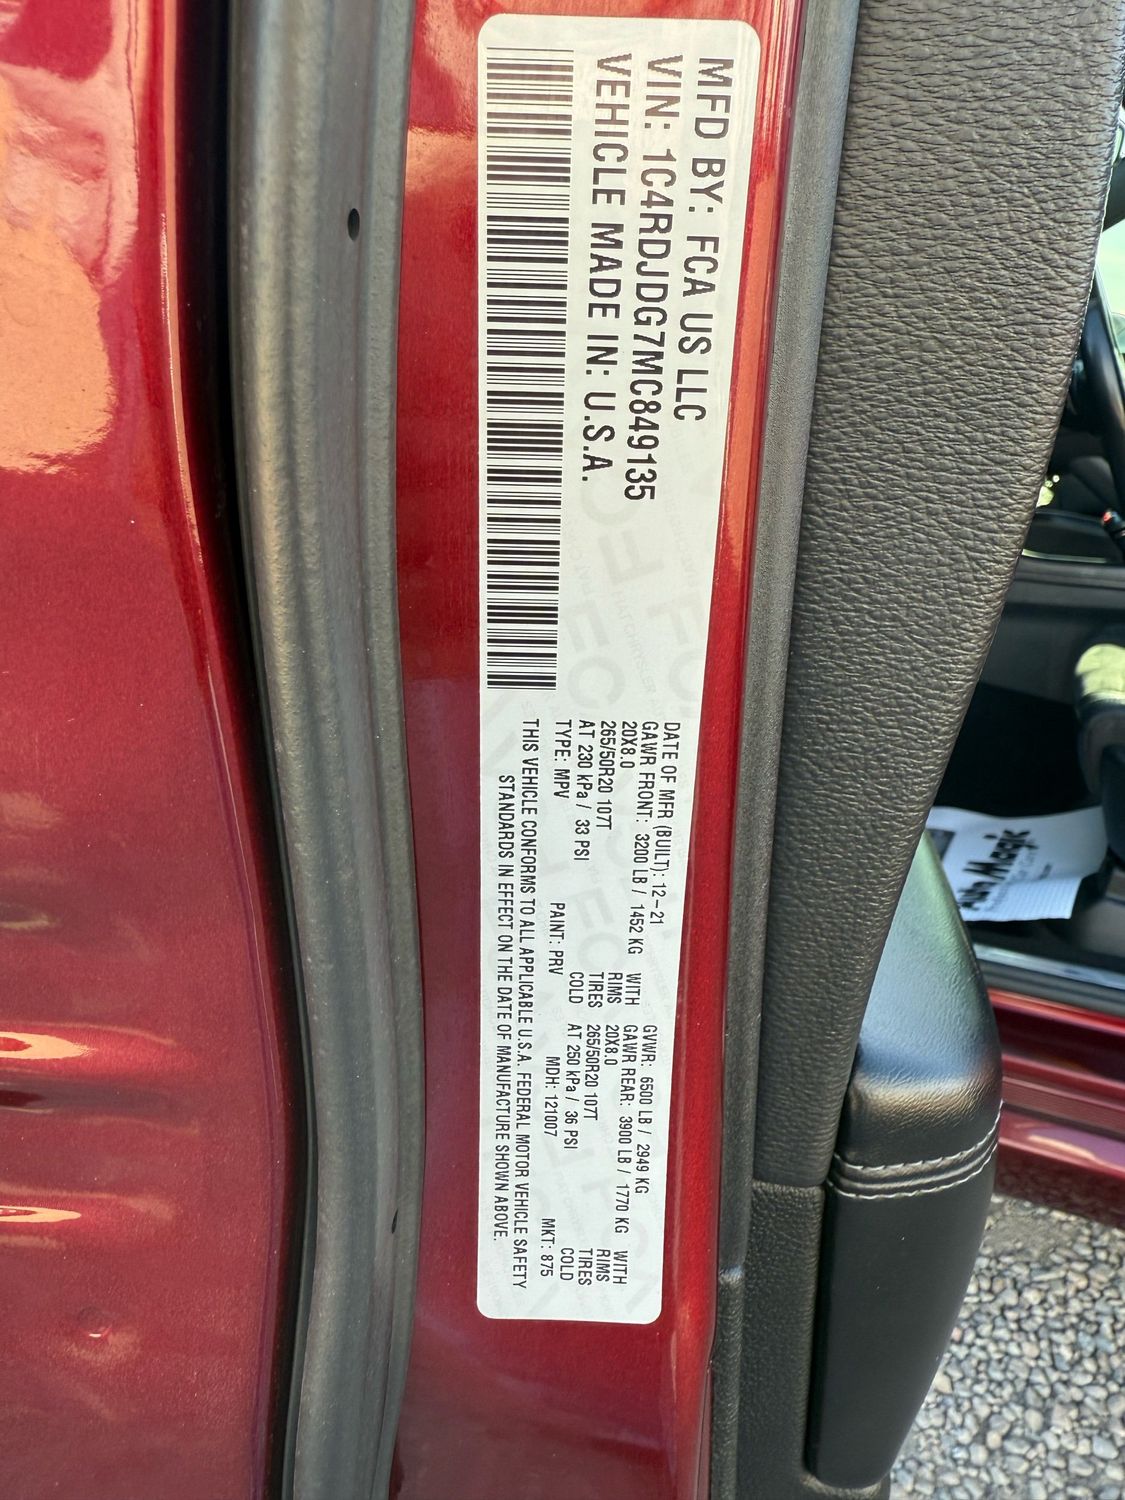 MFD BY: FCA US LLC
VIN: 1C4RDJDG7MC849135
VEHICLE MADE IN: U.S.A.
DATE OF MFR (BUILT): 12-21 GVWR: 6500 LB / 2949 KG
GAWR FRONT: 3200 LB / 1452 KG WITH GAWR REAR: 3900 LB / 1770 KG WITH
20X8.0 RIMS 20X8.0 RIMS
265/50R20 107T TIRES 265/50R20 107T TIRES
AT 230 kPa / 33 PSI COLD AT 250 kPa / 36 PSI COLD
TYPE: MPV PAINT: PRV MDH: 121007 MKT: 875
THIS VEHICLE CONFORMS TO ALL APPLICABLE U.S.A. FEDERAL MOTOR VEHICLE SAFETY
STANDARDS IN EFFECT ON THE DATE OF MANUFACTURE SHOWN ABOVE.
Magic